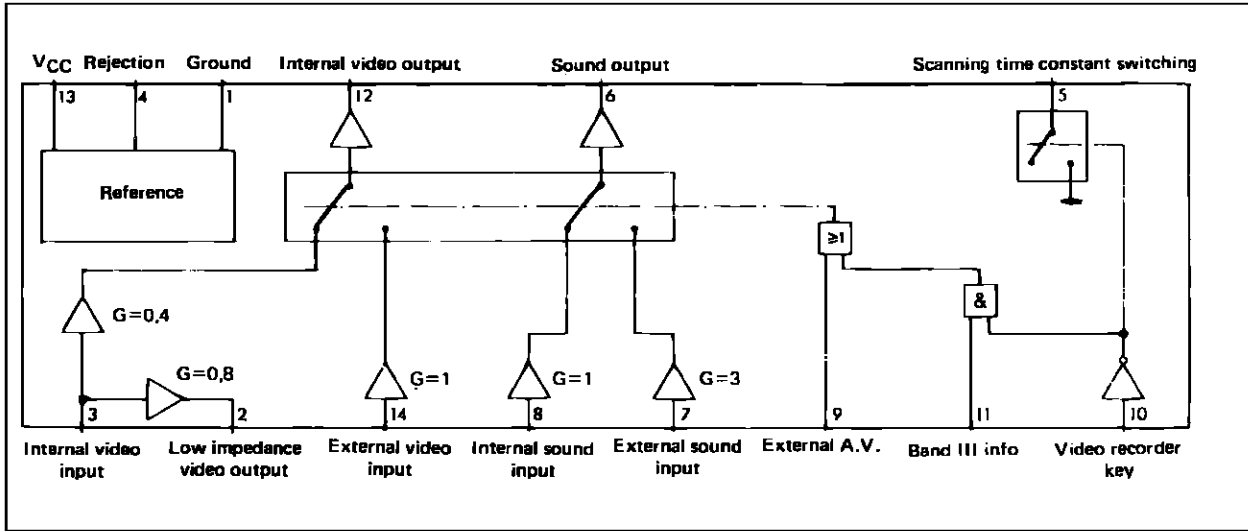 VCC Rejection Ground Internal video output Sound output Scanning time constant switching
13 4 1 12 6 5
Reference
≥1
&
G=0,4
G=0,8
G=1 G=1 G=3
3 2 14 8 7 9 11 10
Internal video input
Low impedance video output
External video input
Internal sound input
External sound input
External A.V.
Band III info
Video recorder key